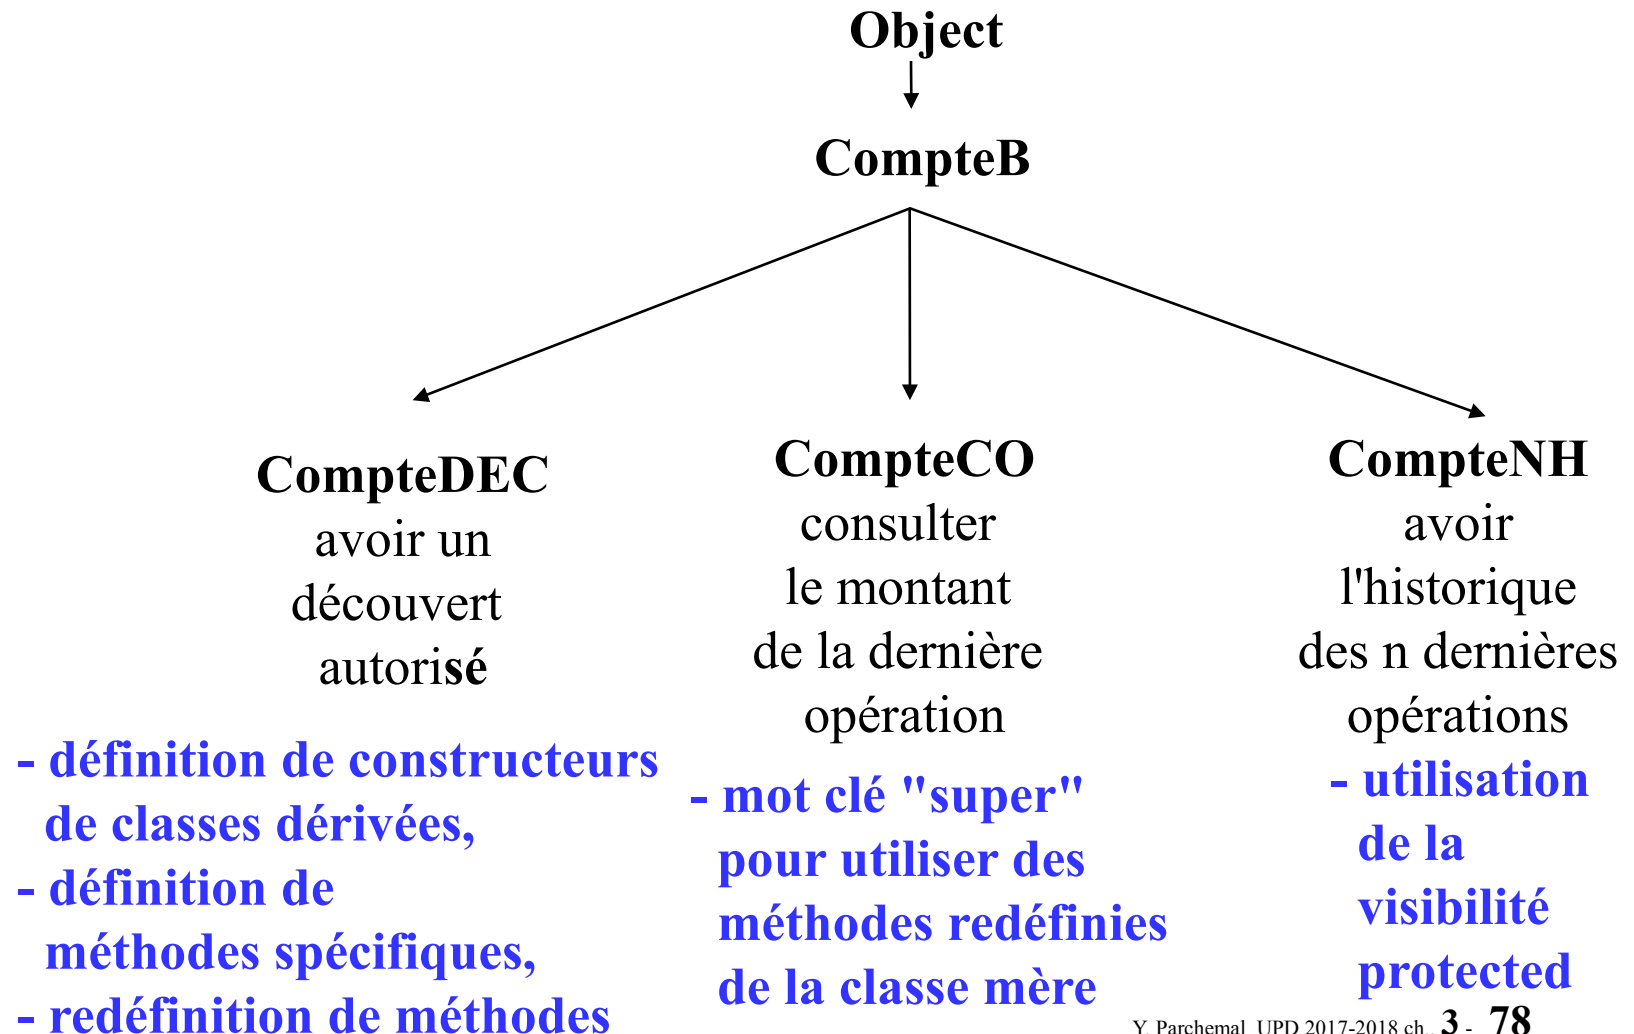 Object
CompteB
CompteDEC
avoir un
découvert
autorisé
- définition de constructeurs
de classes dérivées,
- définition de
méthodes spécifiques,
- redéfinition de méthodes
CompteCO
consulter
le montant
de la dernière
opération
- mot clé "super"
pour utiliser des
méthodes redéfinies
de la classe mère
CompteNH
avoir
l'historique
des n dernières
opérations
- utilisation
de la
visibilité
protected
Y. Parchemal UPD 2017-2018 ch.. 3 - 78